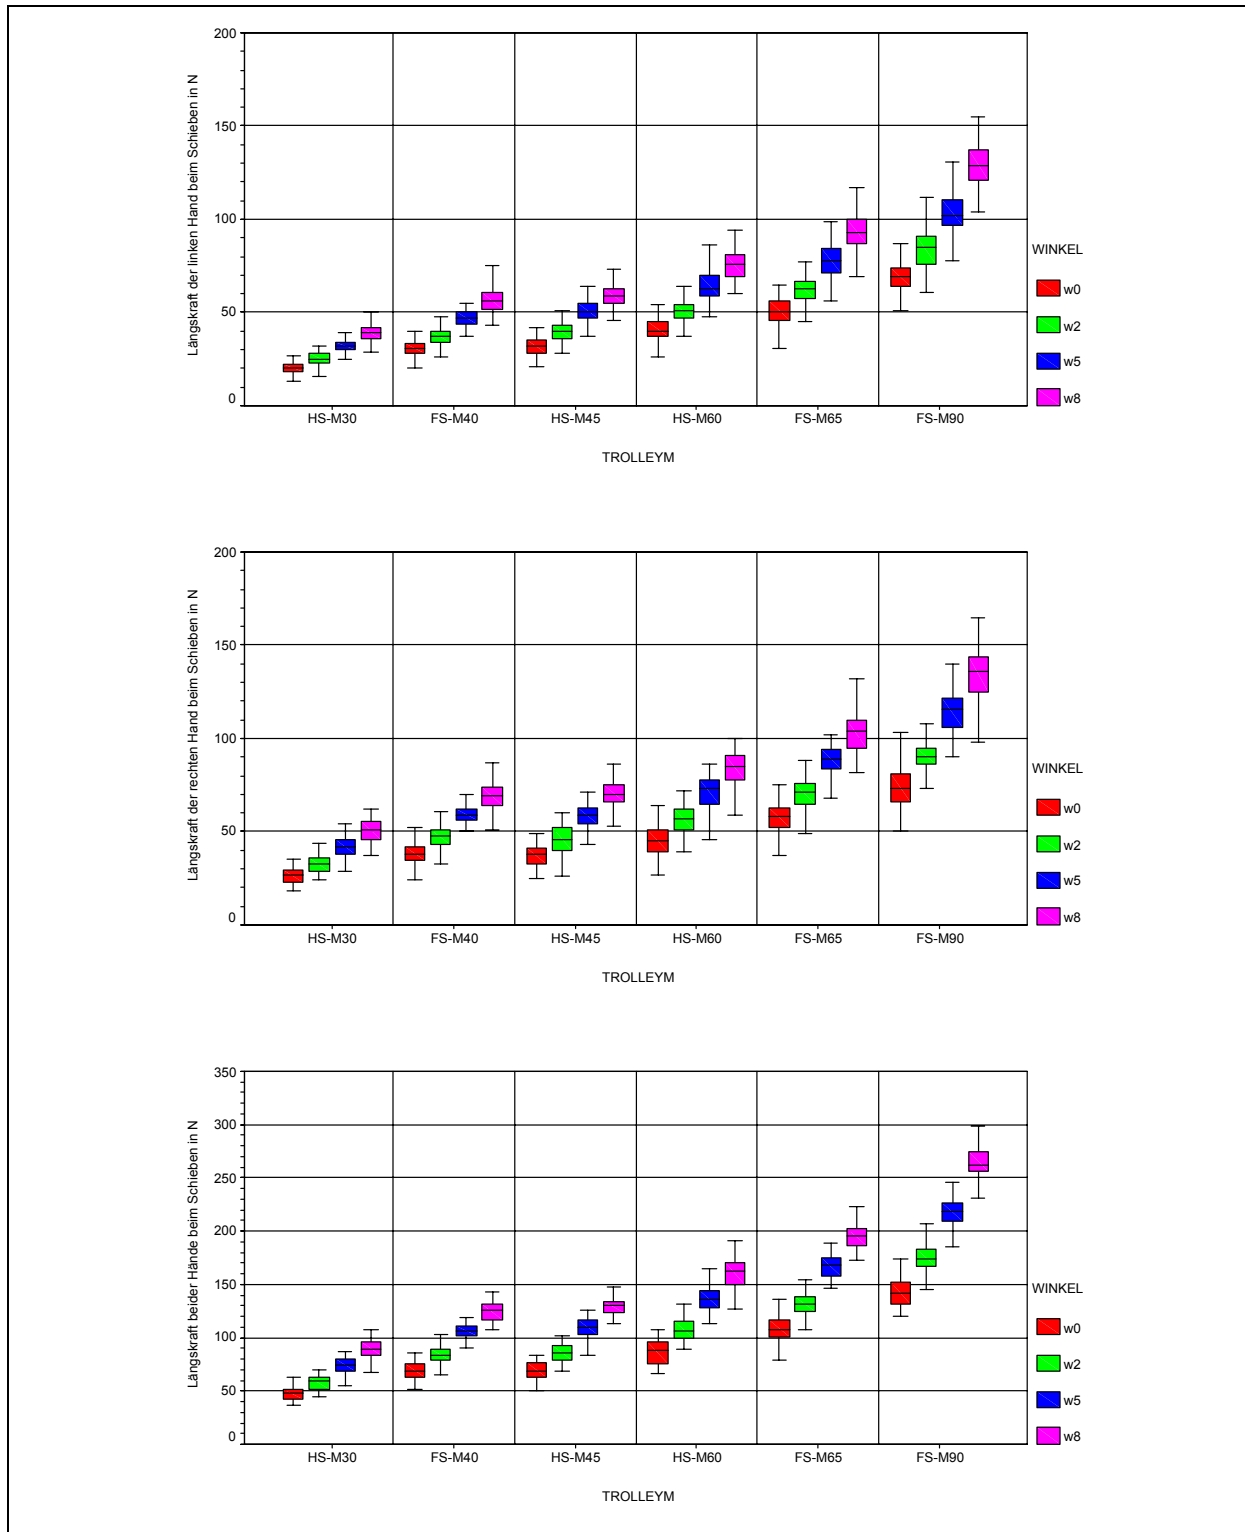 Längskraft der linken Hand beim Schieben in N
200
150
100
50
0
HS-M30 FS-M40 HS-M45 HS-M60 FS-M65 FS-M90
TROLLEYM
WINKEL
w0
w2
w5
w8
Längskraft der rechten Hand beim Schieben in N
200
150
100
50
0
HS-M30 FS-M40 HS-M45 HS-M60 FS-M65 FS-M90
TROLLEYM
WINKEL
w0
w2
w5
w8
Längskraft beider Hände beim Schieben in N
350
300
250
200
150
100
50
0
HS-M30 FS-M40 HS-M45 HS-M60 FS-M65 FS-M90
TROLLEYM
WINKEL
w0
w2
w5
w8